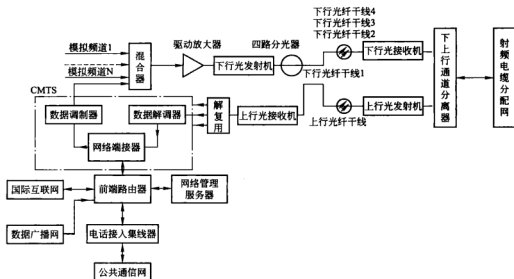 下行光纤干线4
下行光纤干线3
下行光纤干线2
模拟频道1
模拟频道N
混合器
驱动放大器
下行光发射机
四路分光器
下行光纤干线1
下行光接收机
下上行通道分离器
射频电缆分配网
CMTS
数据调制器
数据解调器
解复用
上行光接收机
上行光纤干线
上行光发射机
网络端接器
国际互联网
前端路由器
网络管理
服务器
数据广播网
电话接入集线器
公共通信网